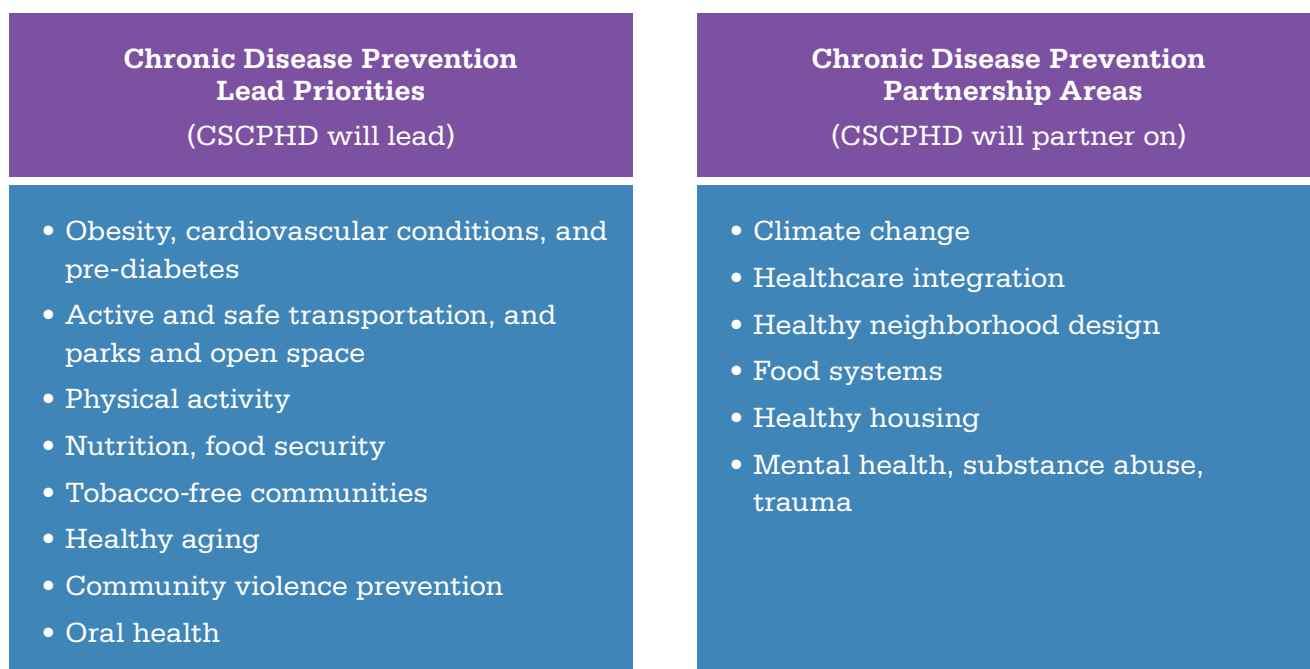 Chronic Disease Prevention
Lead Priorities
(CSCPHD will lead)
• Obesity, cardiovascular conditions, and
pre-diabetes
• Active and safe transportation, and
parks and open space
• Physical activity
• Nutrition, food security
• Tobacco-free communities
• Healthy aging
• Community violence prevention
• Oral health
Chronic Disease Prevention
Partnership Areas
(CSCPHD will partner on)
• Climate change
• Healthcare integration
• Healthy neighborhood design
• Food systems
• Healthy housing
• Mental health, substance abuse,
trauma